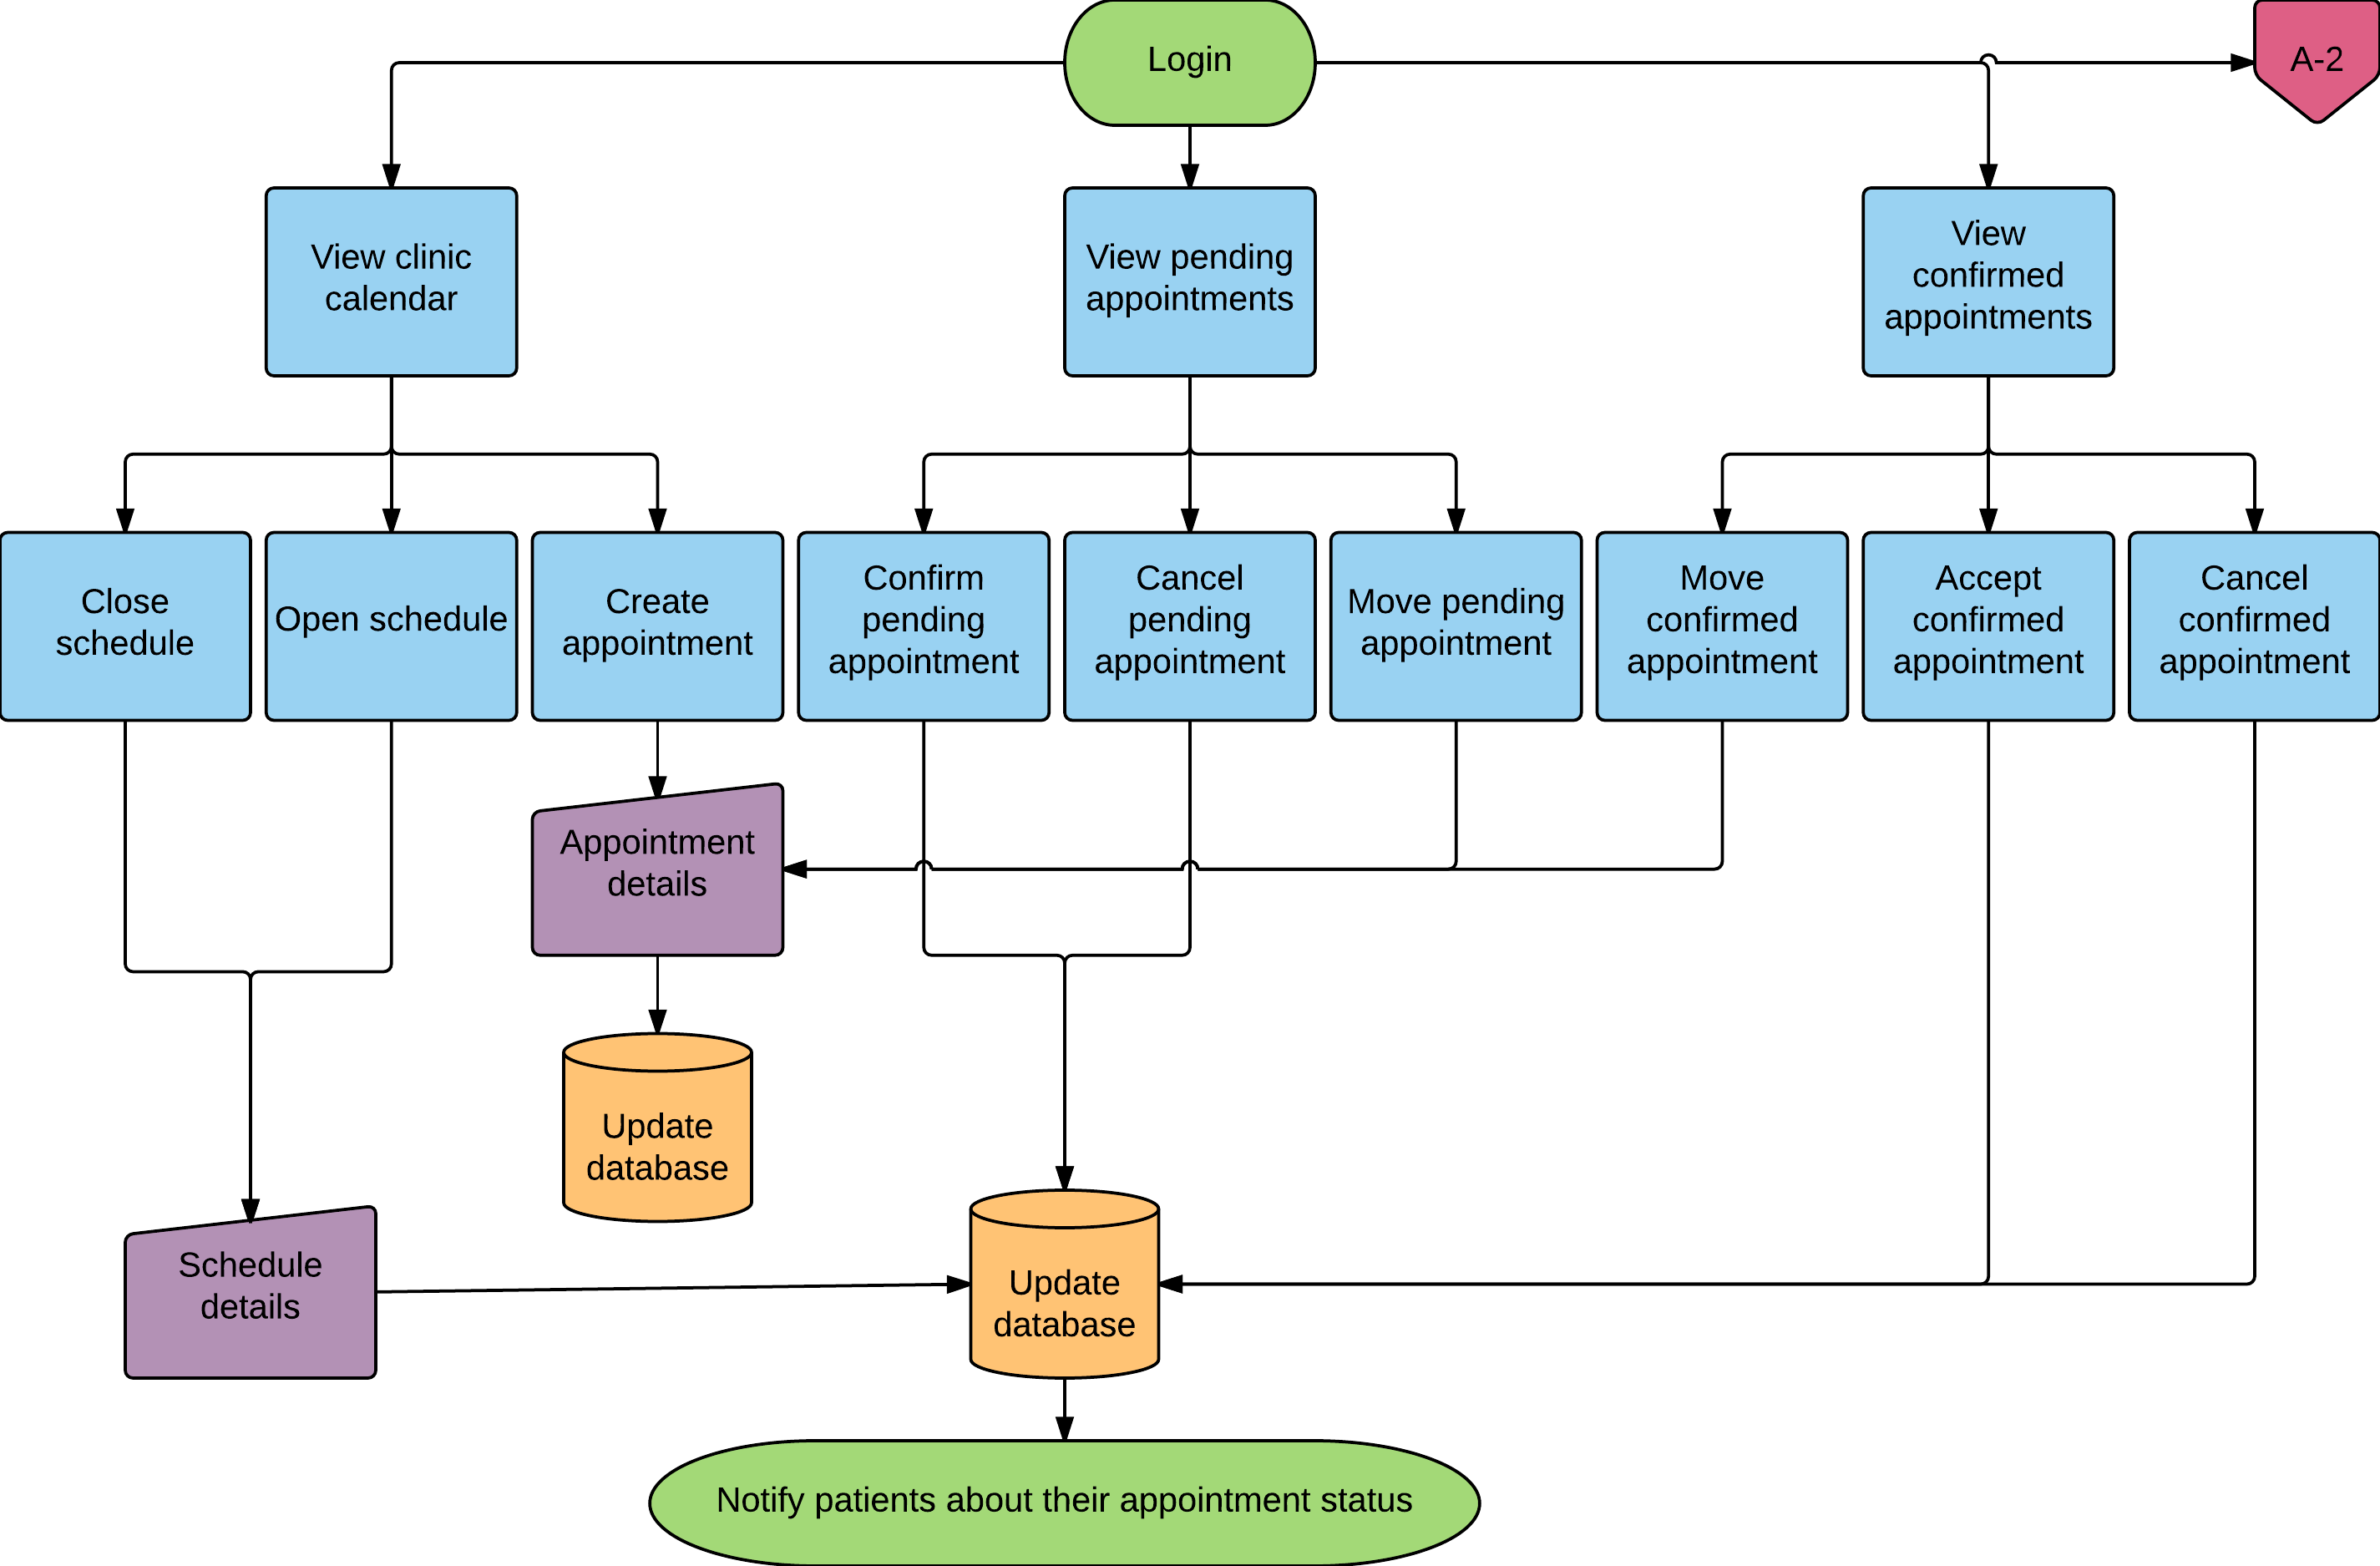 Login
A-2
View clinic
calendar
View pending
appointments
View
confirmed
appointments
Close
schedule
Open schedule
Create
appointment
Confirm
pending
appointment
Cancel
pending
appointment
Move pending
appointment
Move
confirmed
appointment
Accept
confirmed
appointment
Cancel
confirmed
appointment
Appointment
details
Update
database
Schedule
details
Update
database
Notify patients about their appointment status